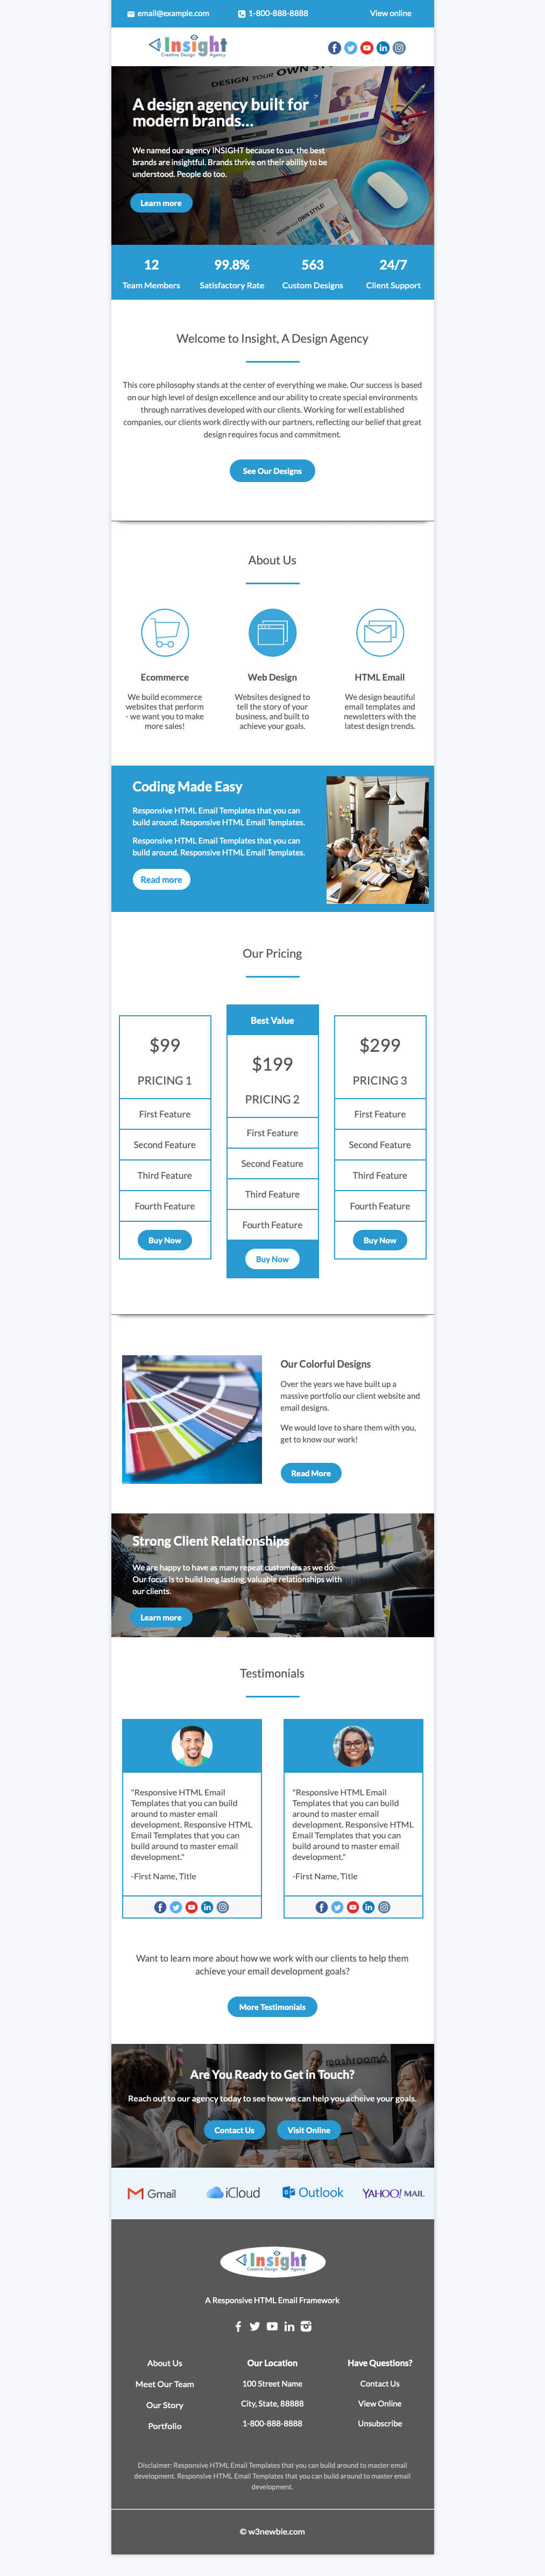 email@example.com
1-800-888-8888
View online
Insight
Creative Design Agency
A design agency built for
modern brands...
We named our agency INSIGHT because to us, the best
brands are insightful. Brands thrive on their ability to be
understood. People do too.
Learn more
DESIGN YOUR OWN
12
99.8%
563
24/7
Team Members
Satisfactory Rate
Custom Designs
Client Support
Welcome to Insight, A Design Agency
This core philosophy stands at the center of everything we make. Our success is based
on our high level of design excellence and our ability to create special environments
through narratives developed with our clients. Working for well established
companies, our clients work directly with our partners, reflecting our belief that great
design requires focus and commitment.
See Our Designs
About Us
Ecommerce
We build ecommerce
websites that perform
- we want you to make
more sales!
Web Design
Websites designed to
tell the story of your
business, and built to
achieve your goals.
HTML Email
We design beautiful
email templates and
newsletters with the
latest design trends.
Coding Made Easy
Responsive HTML Email Templates that you can
build around. Responsive HTML Email Templates.
Responsive HTML Email Templates that you can
build around. Responsive HTML Email Templates.
Read more
Our Pricing
$99
PRICING 1
First Feature
Second Feature
Third Feature
Fourth Feature
Buy Now
Best Value
$199
PRICING 2
First Feature
Second Feature
Third Feature
Fourth Feature
Buy Now
$299
PRICING 3
First Feature
Second Feature
Third Feature
Fourth Feature
Buy Now
Our Colorful Designs
Over the years we have built up a
massive portfolio our client website and
email designs.
We would love to share them with you,
get to know our work!
Read More
Strong Client Relationships
We are happy to have as many repeat customers as we do.
Our focus is to build long lasting, valuable relationships with
our clients.
Learn more
Testimonials
"Responsive HTML Email
Templates that you can build
around to master email
development. Responsive HTML
Email Templates that you can
build around to master email
development."
-First Name, Title
"Responsive HTML Email
Templates that you can build
around to master email
development. Responsive HTML
Email Templates that you can
build around to master email
development."
-First Name, Title
Want to learn more about how we work with our clients to help them
achieve your email development goals?
More Testimonials
Are You Ready to Get in Touch?
Reach out to our agency today to see how we can help you acheive your goals.
Contact Us
Visit Online
Gmail
iCloud
Outlook
YAHOO! MAIL
Insight
Creative Design Agency
A Responsive HTML Email Framework
About Us
Meet Our Team
Our Story
Portfolio
Our Location
100 Street Name
City, State, 88888
1-800-888-8888
Have Questions?
Contact Us
View Online
Unsubscribe
Disclaimer: Responsive HTML Email Templates that you can build around to master email
development. Responsive HTML Email Templates that you can build around to master email
development.
© w3newbie.com